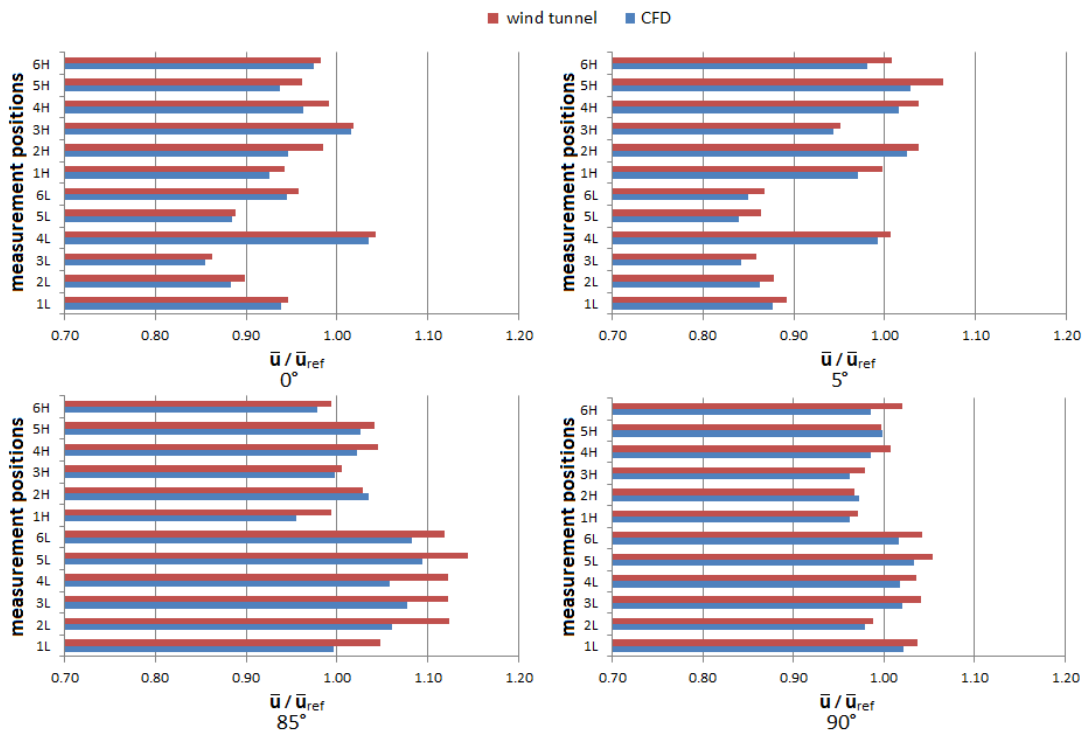 wind tunnel CFD
measurement positions
6H
5H
4H
3H
2H
1H
6L
5L
4L
3L
2L
1L
0.70 0.80 0.90 1.00 1.10 1.20
ū / ū_ref
0°
measurement positions
6H
5H
4H
3H
2H
1H
6L
5L
4L
3L
2L
1L
0.70 0.80 0.90 1.00 1.10 1.20
ū / ū_ref
5°
measurement positions
6H
5H
4H
3H
2H
1H
6L
5L
4L
3L
2L
1L
0.70 0.80 0.90 1.00 1.10 1.20
ū / ū_ref
85°
measurement positions
6H
5H
4H
3H
2H
1H
6L
5L
4L
3L
2L
1L
0.70 0.80 0.90 1.00 1.10 1.20
ū / ū_ref
90°